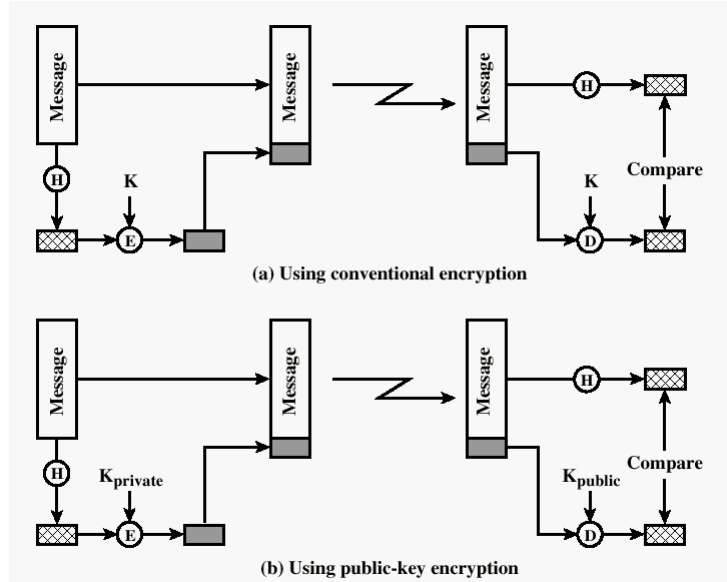 Message
Message
Message
H
H
K
K
Compare
E
D
(a) Using conventional encryption
Message
Message
Message
H
H
Kprivate
Kpublic
Compare
E
D
(b) Using public-key encryption